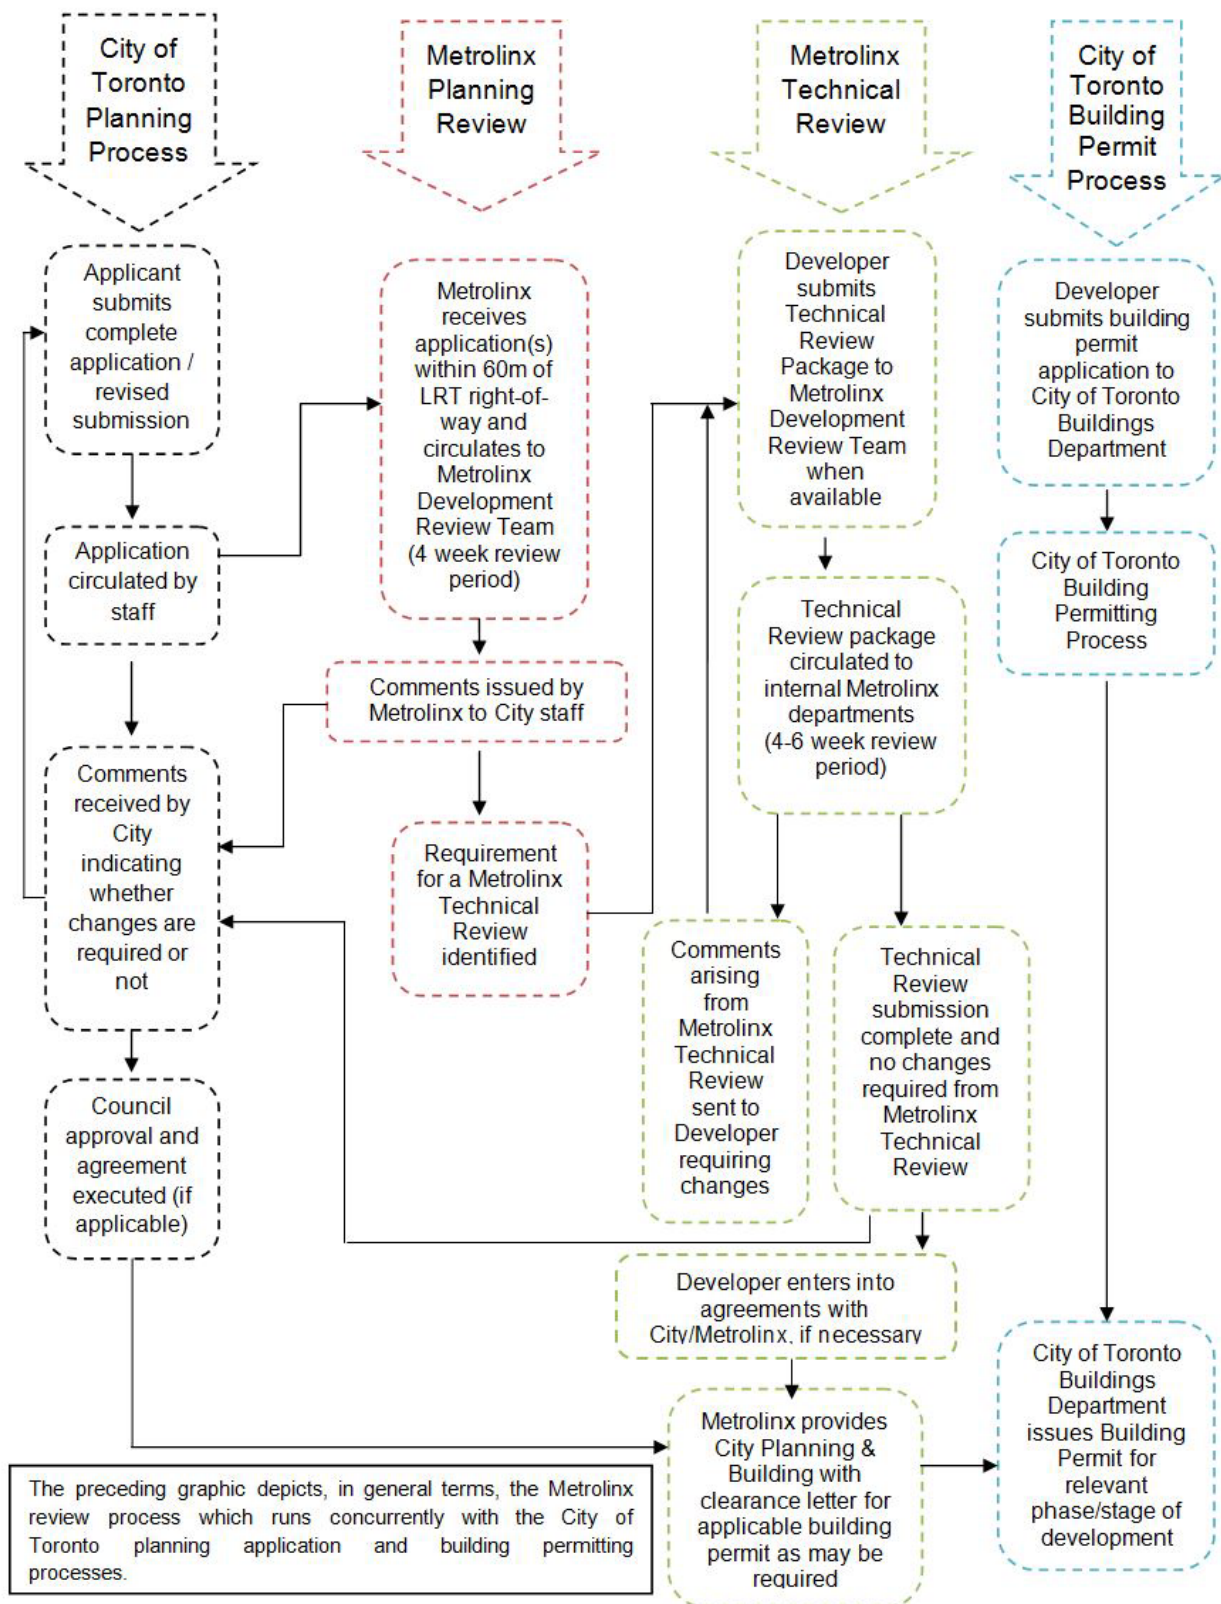 City of
Toronto
Planning
Process
Metrolinx
Planning
Review
Metrolinx
Technical
Review
City of
Toronto
Building
Permit
Process
Applicant
submits
complete
application /
revised
submission
Application
circulated by
staff
Comments
received by
City
indicating
whether
changes are
required or
not
Council
approval and
agreement
executed (if
applicable)
Metrolinx
receives
application(s)
within 60m of
LRT right-of-
way and
circulates to
Metrolinx
Development
Review Team
(4 week review
period)
Comments issued by
Metrolinx to City staff
Requirement
for a Metrolinx
Technical
Review
identified
Developer
submits
Technical
Review
Package to
Metrolinx
Development
Review Team
when
available
Technical
Review package
circulated to
internal Metrolinx
departments
(4-6 week review
period)
Comments
arising
from
Metrolinx
Technical
Review
sent to
Developer
requiring
changes
Technical
Review
submission
complete and
no changes
required from
Metrolinx
Technical
Review
Developer enters into
agreements with
City/Metrolinx, if necessary
Metrolinx provides
City Planning &
Building with
clearance letter for
applicable building
permit as may be
required
Developer
submits building
permit
application to
City of Toronto
Buildings
Department
City of Toronto
Building
Permitting
Process
City of Toronto
Buildings
Department
issues Building
Permit for
relevant
phase/stage of
development
The preceding graphic depicts, in general terms, the Metrolinx
review process which runs concurrently with the City of
Toronto planning application and building permitting
processes.